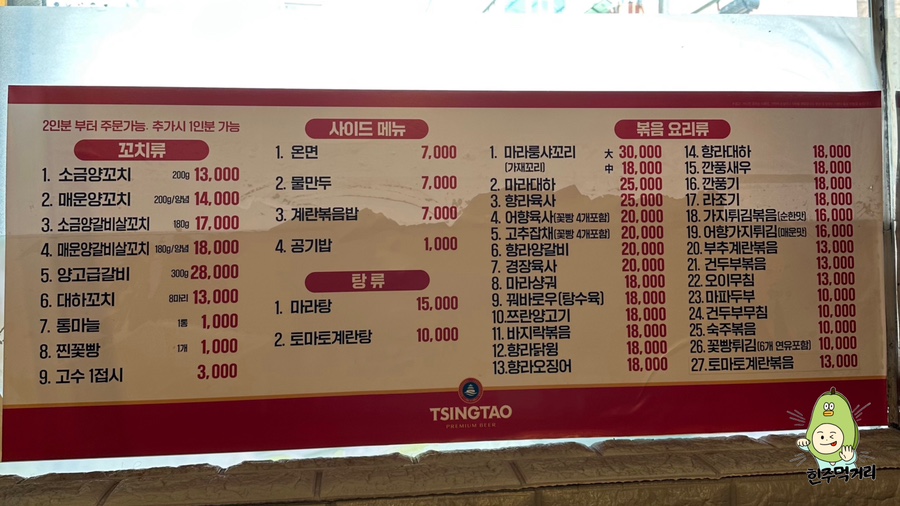 2인분 부터 주문가능. 추가시 1인분 가능
꼬치류
1. 소금양꼬치 200g 13,000
2. 매운양꼬치 200g/양념 14,000
3. 소금양갈비살꼬치 180g 17,000
4. 매운양갈비살꼬치 180g/양념 18,000
5. 양고급갈비 300g 28,000
6. 대하꼬치 8마리 13,000
7. 통마늘 1통 1,000
8. 찐꽃빵 1개 1,000
9. 고수 1접시 3,000
사이드 메뉴
1. 온면 7,000
2. 물만두 7,000
3. 계란볶음밥 7,000
4. 공기밥 1,000
탕 류
1. 마라탕 15,000
2. 토마토계란탕 10,000
볶음 요리류
1. 마라룽샤꼬리 大 30,000
(가재꼬리) 中 18,000
2. 마라대하 25,000
3. 향라육사 25,000
4. 어향육사(꽃빵 4개포함) 20,000
5. 고추잡채(꽃빵 4개포함) 20,000
6. 향라양갈비 20,000
7. 경장육사 20,000
8. 마라샹궈 18,000
9. 꿔바로우(탕수육) 18,000
10. 쯔란양고기 18,000
11. 바지락볶음 18,000
12. 향라닭윙 18,000
13. 향라오징어 18,000
14. 향라대하 18,000
15. 깐풍새우 18,000
16. 깐풍기 18,000
17. 라조기 18,000
18. 가지튀김볶음(순한맛) 16,000
19. 어향가지튀김(매운맛) 16,000
20. 부추계란볶음 13,000
21. 건두부볶음 13,000
22. 오이무침 13,000
23. 마파두부 10,000
24. 건두부무침 10,000
25. 숙주볶음 10,000
26. 꽃빵튀김(6개 연유포함) 10,000
27. 토마토계란볶음 13,000
TSINGTAO
PREMIUM BEER
한주먹거리